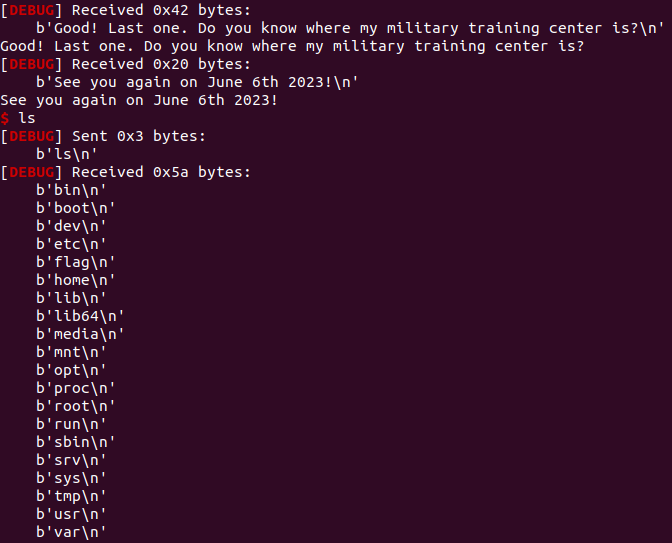 [DEBUG] Received 0x42 bytes:
    b'Good! Last one. Do you know where my military training center is?\n'
Good! Last one. Do you know where my military training center is?
[DEBUG] Received 0x20 bytes:
    b'See you again on June 6th 2023!\n'
See you again on June 6th 2023!
$ ls
[DEBUG] Sent 0x3 bytes:
    b'ls\n'
[DEBUG] Received 0x5a bytes:
    b'bin\n'
    b'boot\n'
    b'dev\n'
    b'etc\n'
    b'flag\n'
    b'home\n'
    b'lib\n'
    b'lib64\n'
    b'media\n'
    b'mnt\n'
    b'opt\n'
    b'proc\n'
    b'root\n'
    b'run\n'
    b'sbin\n'
    b'srv\n'
    b'sys\n'
    b'tmp\n'
    b'usr\n'
    b'var\n'